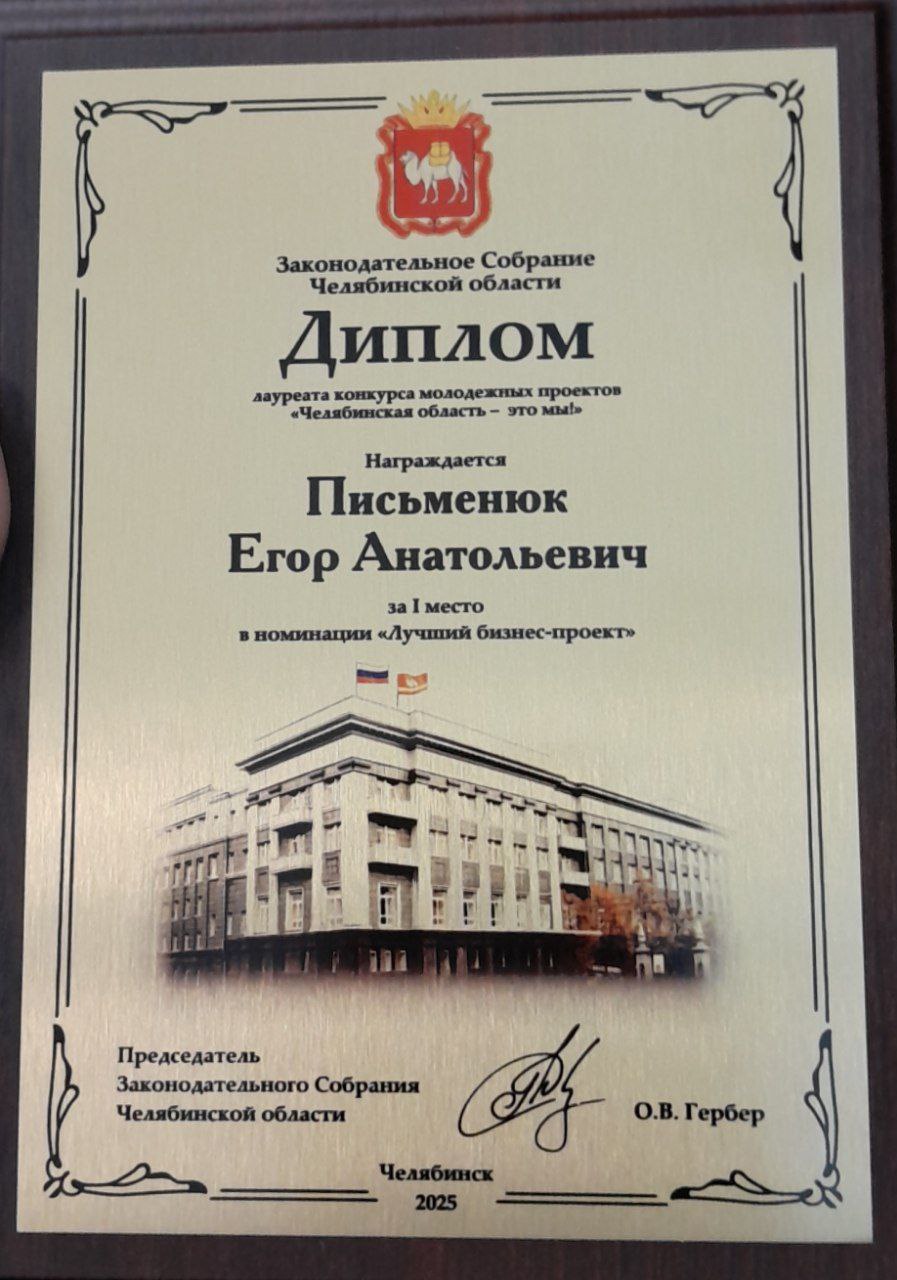 Законодательное Собрание
Челябинской области
Диплом
лауреата конкурса молодежных проектов
«Челябинская область – это мы!»
Награждается
Письменюк
Егор Анатольевич
за I место
в номинации «Лучший бизнес-проект»
Председатель
Законодательного Собрания
Челябинской области
О.В. Гербер
Челябинск
2025